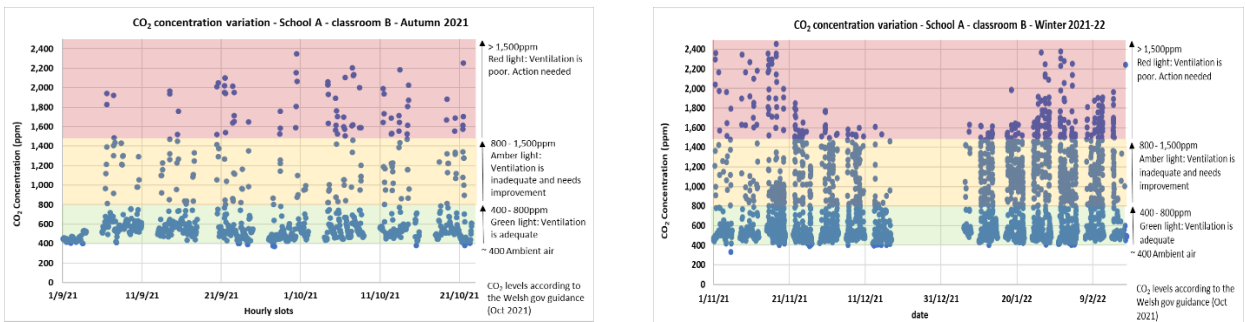 CO2 concentration variation - School A - classroom B - Autumn 2021
2,400
2,200
2,000
1,800
1,600
1,400
1,200
1,000
800
600
400
200
0
CO2 Concentration (ppm)
1/9/21 11/9/21 21/9/21 1/10/21 11/10/21 21/10/21
Hourly slots
> 1,500ppm
Red light: Ventilation is
poor. Action needed
800 - 1,500ppm
Amber light:
Ventilation is
inadequate and needs
improvement
400 - 800ppm
Green light: Ventilation
is adequate
~ 400 Ambient air
CO2 levels according to
the Welsh gov guidance
(Oct 2021)
CO2 concentration variation - School A - classroom B - Winter 2021-22
2,400
2,200
2,000
1,800
1,600
1,400
1,200
1,000
800
600
400
200
0
CO2 Concentration (ppm)
1/11/21 21/11/21 11/12/21 31/12/21 20/1/22 9/2/22
date
> 1,500ppm
Red light: Ventilation is
poor. Action needed
800 - 1,500ppm
Amber light: Ventilation is
inadequate and needs
improvement
400 - 800ppm
Green light: Ventilation is
adequate
~ 400 Ambient air
CO2 levels according to
the Welsh gov guidance
(Oct 2021)